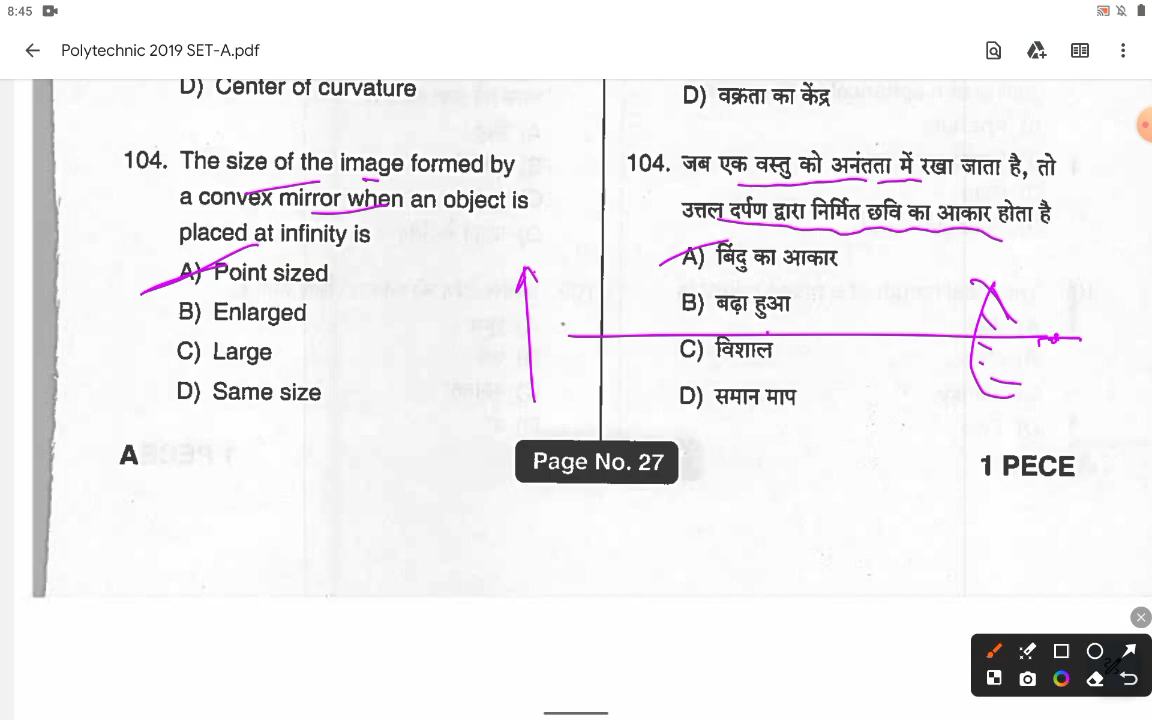 8:45
Polytechnic 2019 SET-A.pdf
D) Center of curvature
D) वक्रता का केंद्र
104. The size of the image formed by
a convex mirror when an object is
placed at infinity is
A) Point sized
B) Enlarged
C) Large
D) Same size
104. जब एक वस्तु को अनंतता में रखा जाता है, तो
उत्तल दर्पण द्वारा निर्मित छवि का आकार होता है
A) बिंदु का आकार
B) बढ़ा हुआ
C) विशाल
D) समान माप
A
Page No. 27
1 PECE